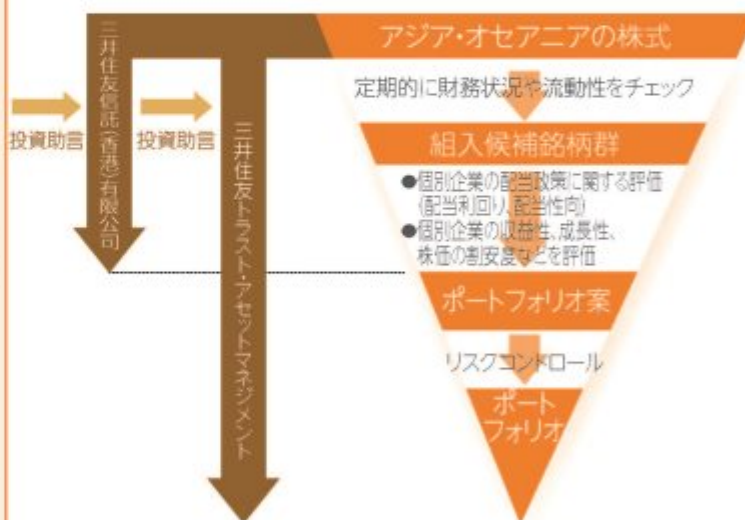 アジア・オセアニアの株式
定期的に財務状況や流動性をチェック
組入候補銘柄群
●個別企業の配当政策に関する評価
(配当利回り、配当性向)
●個別企業の収益性、成長性、
株価の割安度などを評価
ポートフォリオ案
リスクコントロール
ポート
フォリオ
投資助言
三井住友信託(香港)有限公司
投資助言
三井住友トラスト・アセットマネジメント